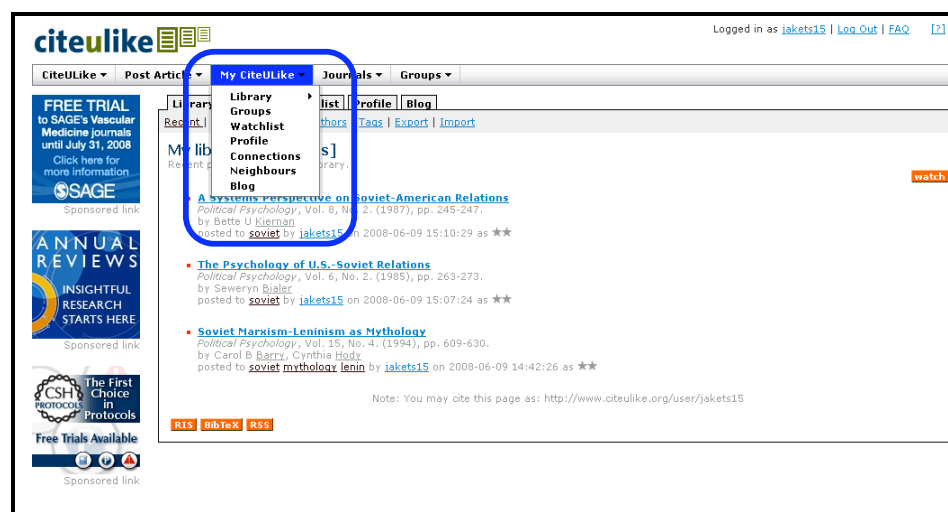 citeulike
Logged in as jakets15 | Log Out | FAQ [?]
CiteULike Post Article My CiteULike Journals Groups
Library
Groups
Watchlist
Profile
Connections
Neighbours
Blog
FREE TRIAL
to SAGE's Vascular
Medicine journals
until July 31, 2008
Click here for
more information
SAGE
Sponsored link
ANNUAL
REVIEWS
INSIGHTFUL
RESEARCH
STARTS HERE
Sponsored link
CSH
PROTOCOLS
The First
Choice
in
Protocols
Free Trials Available
Sponsored link
Profile Blog
Recent | Tags | Export | Import
My lib
watch
A Systems Perspective on Soviet-American Relations
Political Psychology, Vol. 8, No. 2. (1987), pp. 245-247.
by Bette U Kiernan
posted to soviet by jakets15 on 2008-06-09 15:10:29 as ★★
The Psychology of U.S.-Soviet Relations
Political Psychology, Vol. 6, No. 2. (1985), pp. 263-273.
by Seweryn Bialer
posted to soviet by jakets15 on 2008-06-09 15:07:24 as ★★
Soviet Marxism-Leninism as Mythology
Political Psychology, Vol. 15, No. 4. (1994), pp. 609-630.
by Carol B Barry, Cynthia Hody
posted to soviet mythology lenin by jakets15 on 2008-06-09 14:42:26 as ★★
Note: You may cite this page as: http://www.citeulike.org/user/jakets15
RIS BibTeX RSS